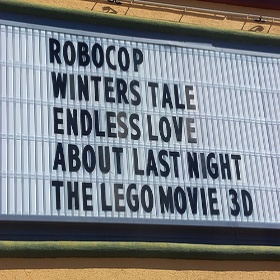 ROBOCOP
WINTERS TALE
ENDLESS LOVE
ABOUT LAST NIGHT
THE LEGO MOVIE 3D